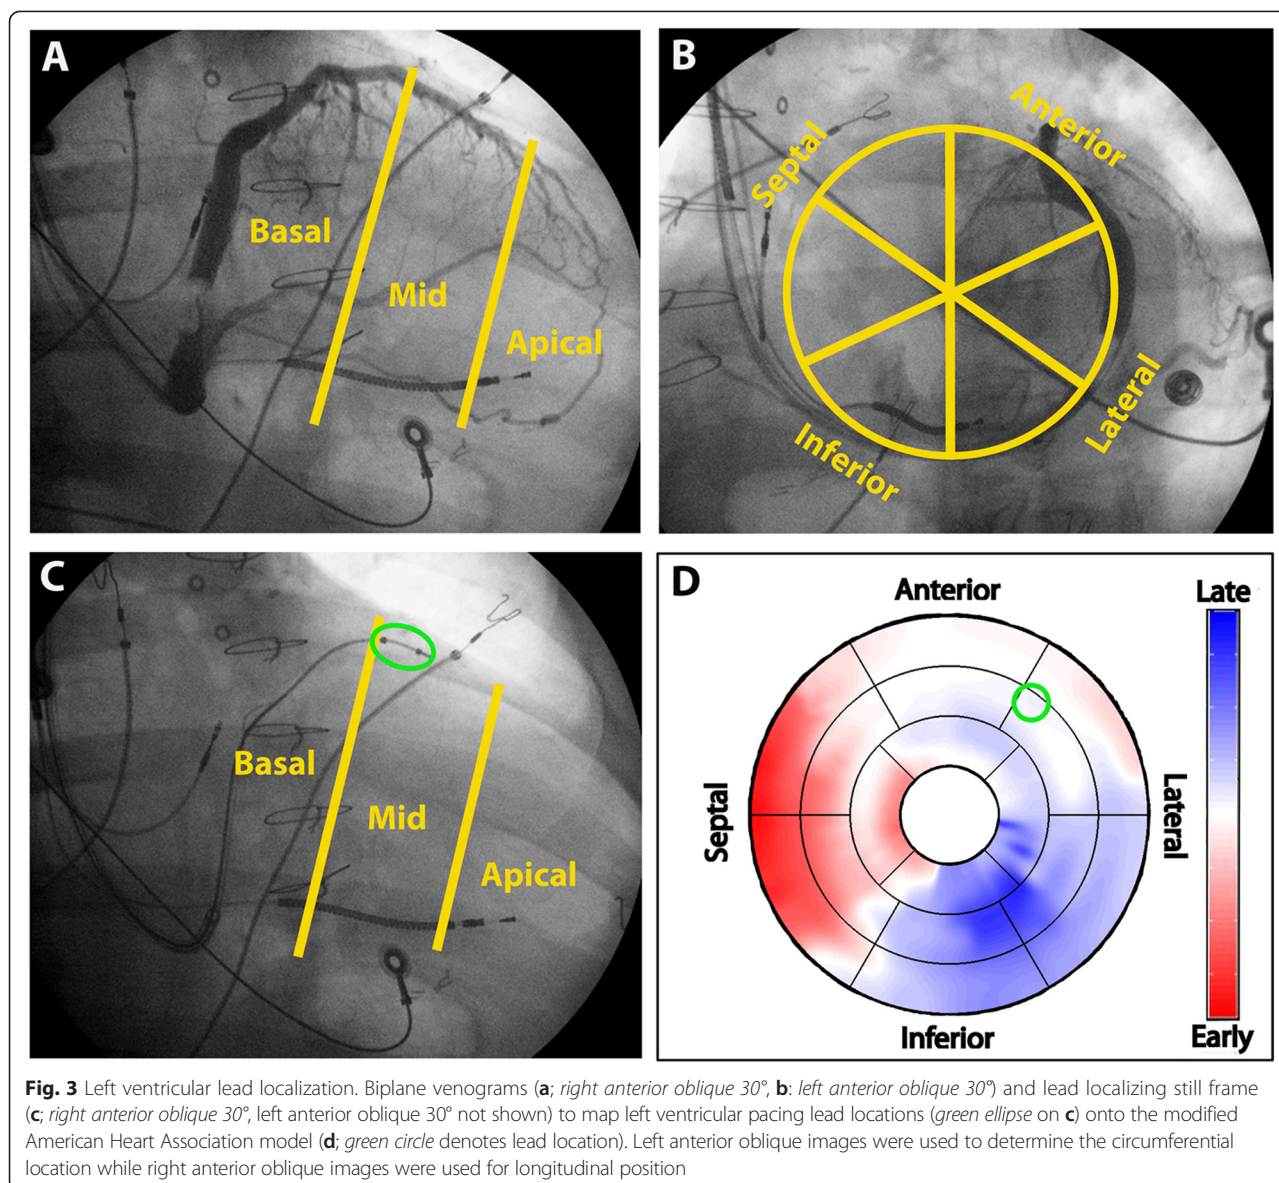 A
Basal
Mid
Apical
B
Septal
Anterior
Inferior
Lateral
C
Basal
Mid
Apical
D
Anterior
Septal
Lateral
Inferior
Late
Early
Fig. 3 Left ventricular lead localization. Biplane venograms (a; right anterior oblique 30°, b: left anterior oblique 30°) and lead localizing still frame
(c; right anterior oblique 30°, left anterior oblique 30° not shown) to map left ventricular pacing lead locations (green ellipse on c) onto the modified
American Heart Association model (d; green circle denotes lead location). Left anterior oblique images were used to determine the circumferential
location while right anterior oblique images were used for longitudinal position